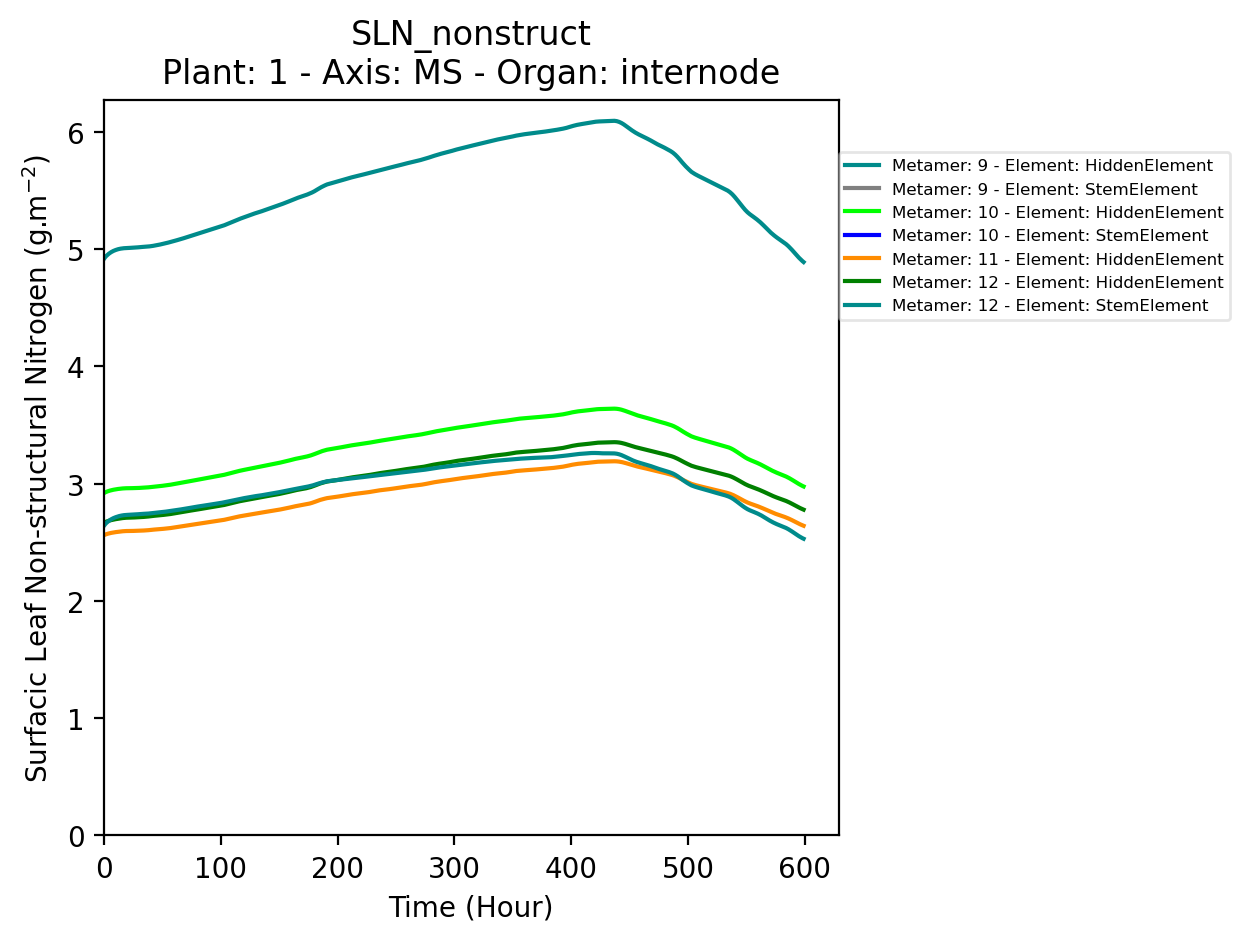 SLN_nonstruct
Plant: 1 - Axis: MS - Organ: internode
Surfacic Leaf Non-structural Nitrogen (g.m⁻²)
6
5
4
3
2
1
0
0 100 200 300 400 500 600
Time (Hour)
Metamer: 9 - Element: HiddenElement
Metamer: 9 - Element: StemElement
Metamer: 10 - Element: HiddenElement
Metamer: 10 - Element: StemElement
Metamer: 11 - Element: HiddenElement
Metamer: 12 - Element: HiddenElement
Metamer: 12 - Element: StemElement